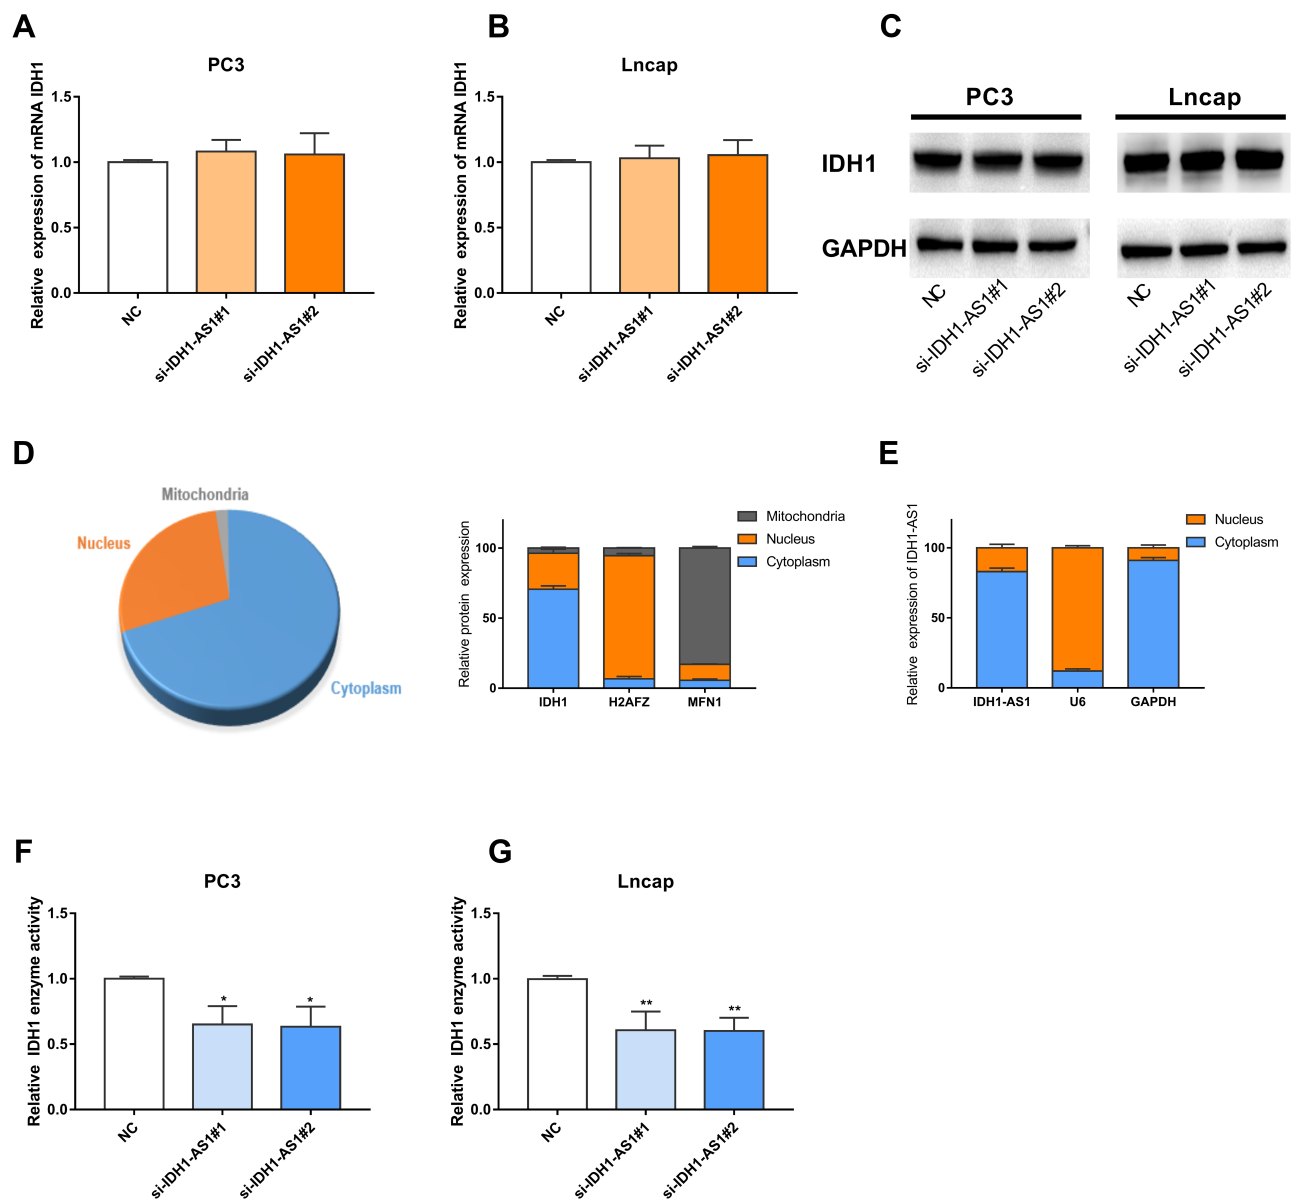 A
PC3
Relative expression of mRNA IDH1
1.5
1.0
0.5
0.0
NC
si-IDH1-AS1#1
si-IDH1-AS1#2
B
Lncap
Relative expression of mRNA IDH1
1.5
1.0
0.5
0.0
NC
si-IDH1-AS1#1
si-IDH1-AS1#2
C
PC3
Lncap
IDH1
GAPDH
NC
si-IDH1-AS1#1
si-IDH1-AS1#2
NC
si-IDH1-AS1#1
si-IDH1-AS1#2
D
Mitochondria
Nucleus
Cytoplasm
Relative protein expression
100
50
0
IDH1
H2AFZ
MFN1
Mitochondria
Nucleus
Cytoplasm
E
Relative expression of IDH1-AS1
100
50
0
IDH1-AS1
U6
GAPDH
Nucleus
Cytoplasm
F
PC3
Relative IDH1 enzyme activity
1.5
1.0
0.5
0.0
*
*
NC
si-IDH1-AS1#1
si-IDH1-AS1#2
G
Lncap
Relative IDH1 enzyme activity
1.5
1.0
0.5
0.0
**
**
NC
si-IDH1-AS1#1
si-IDH1-AS1#2